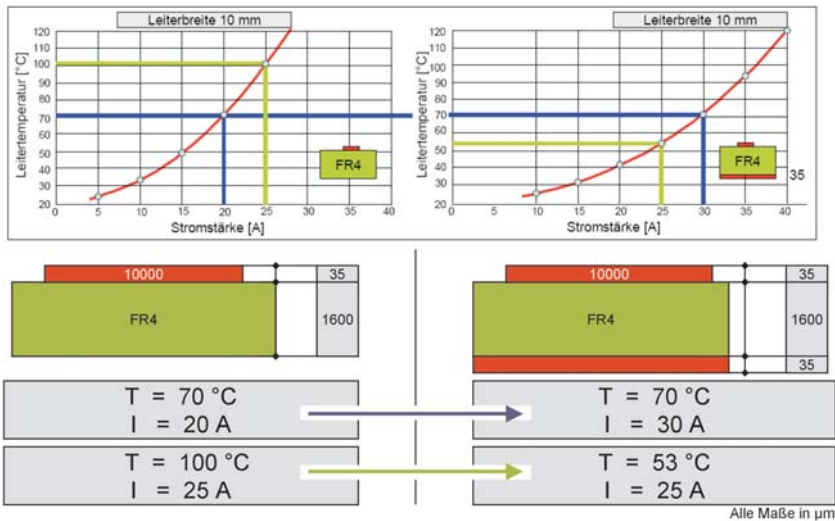 Leiterbreite 10 mm
Leitertemperatur [°C]
120
110
100
90
80
70
60
50
40
30
20
0 5 10 15 20 25 30 35 40
Stromstärke [A]
FR4
Leiterbreite 10 mm
Leitertemperatur [°C]
120
110
100
90
80
70
60
50
40
30
20
0 5 10 15 20 25 30 35 40
Stromstärke [A]
FR4
35
10000
35
FR4
1600
10000
35
FR4
1600
35
T = 70 °C
I = 20 A
T = 70 °C
I = 30 A
T = 100 °C
I = 25 A
T = 53 °C
I = 25 A
Alle Maße in µm